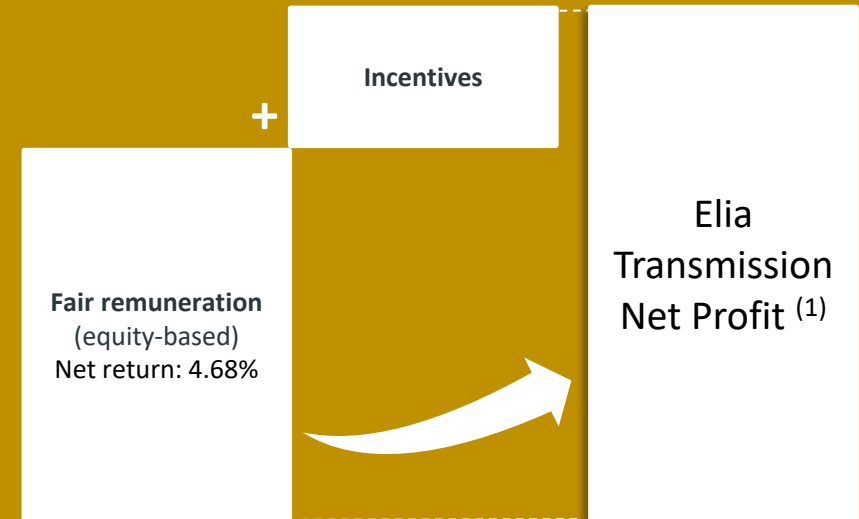 Incentives
+
Fair remuneration
(equity-based)
Net return: 4.68%
Elia
Transmission
Net Profit (1)